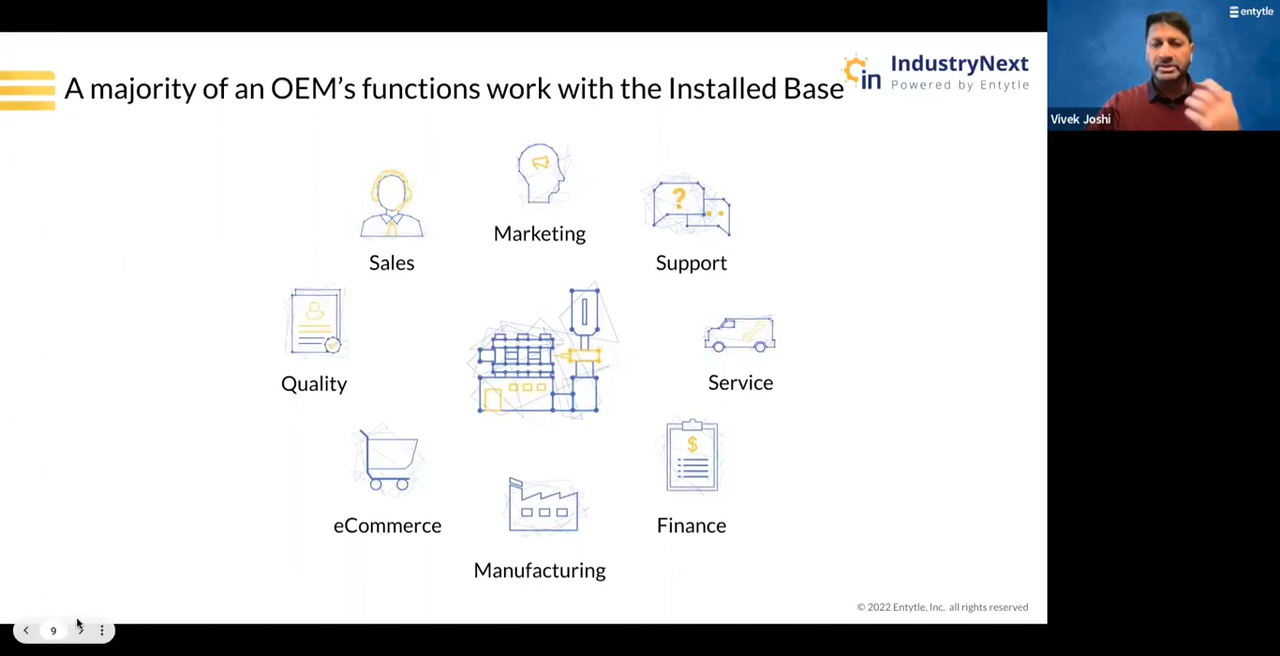 A majority of an OEM’s functions work with the Installed Base
in
IndustryNext
Powered by Entytle
entytle
Vivek Joshi
Marketing
Sales
?
Support
Quality
Service
$
eCommerce
Finance
Manufacturing
© 2022 Entytle, Inc. all rights reserved
9